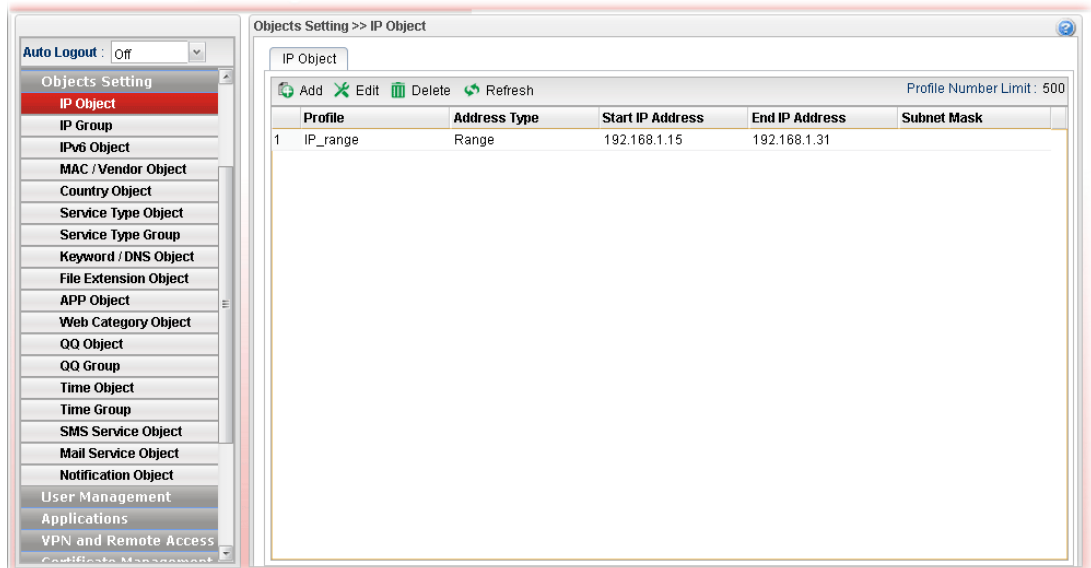 Objects Setting >> IP Object
Auto Logout : Off
Objects Setting
IP Object
IP Group
IPv6 Object
MAC / Vendor Object
Country Object
Service Type Object
Service Type Group
Keyword / DNS Object
File Extension Object
APP Object
Web Category Object
QQ Object
QQ Group
Time Object
Time Group
SMS Service Object
Mail Service Object
Notification Object
User Management
Applications
VPN and Remote Access
Certificate Management
IP Object
Add Edit Delete Refresh Profile Number Limit : 500
Profile Address Type Start IP Address End IP Address Subnet Mask
1 IP_range Range 192.168.1.15 192.168.1.31